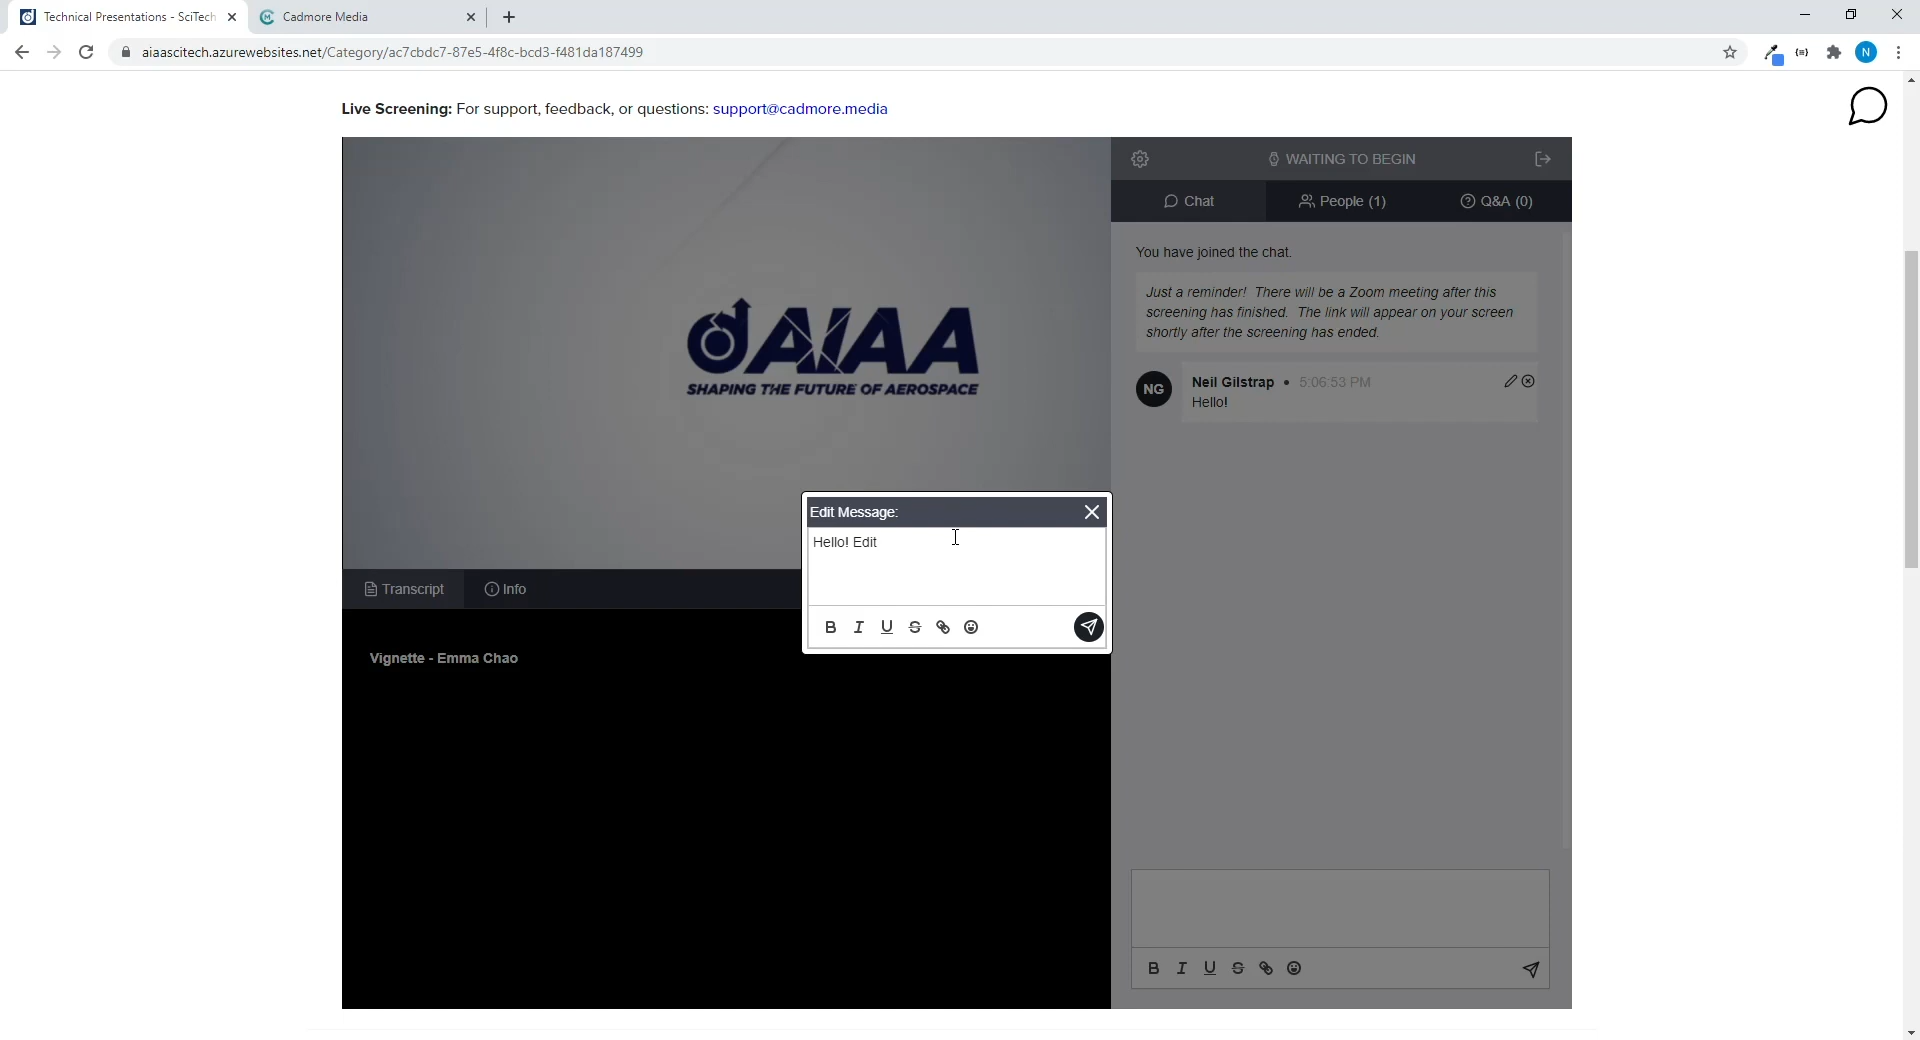 Technical Presentations - SciTech
Cadmore Media
aiaascitech.azurewebsites.net/Category/ac7cbdc7-87e5-4f8c-bcd3-f481da187499
N
Live Screening: For support, feedback, or questions: support@cadmore.media
AIAA
SHAPING THE FUTURE OF AEROSPACE
WAITING TO BEGIN
Chat
People (1)
Q&A (0)
You have joined the chat.
Just a reminder! There will be a Zoom meeting after this
screening has finished. The link will appear on your screen
shortly after the screening has ended.
NG
Neil Gilstrap • 5:06:53 PM
Hello!
Edit Message:
Hello! Edit
B I U S
Transcript
Info
Vignette - Emma Chao
B I U S